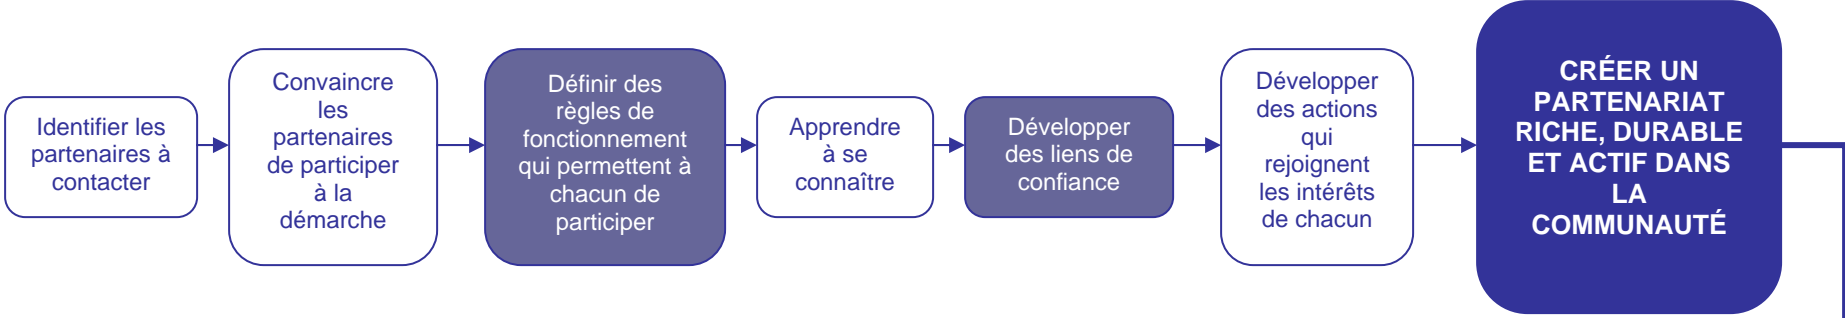 Identifier les
partenaires à
contacter
Convaincre
les
partenaires
de participer
à la
démarche
Définir des
règles de
fonctionnement
qui permettent à
chacun de
participer
Apprendre
à se
connaître
Développer
des liens de
confiance
Développer
des actions
qui
rejoignent
les intérêts
de chacun
CRÉER UN
PARTENARIAT
RICHE, DURABLE
ET ACTIF DANS
LA
COMMUNAUTÉ